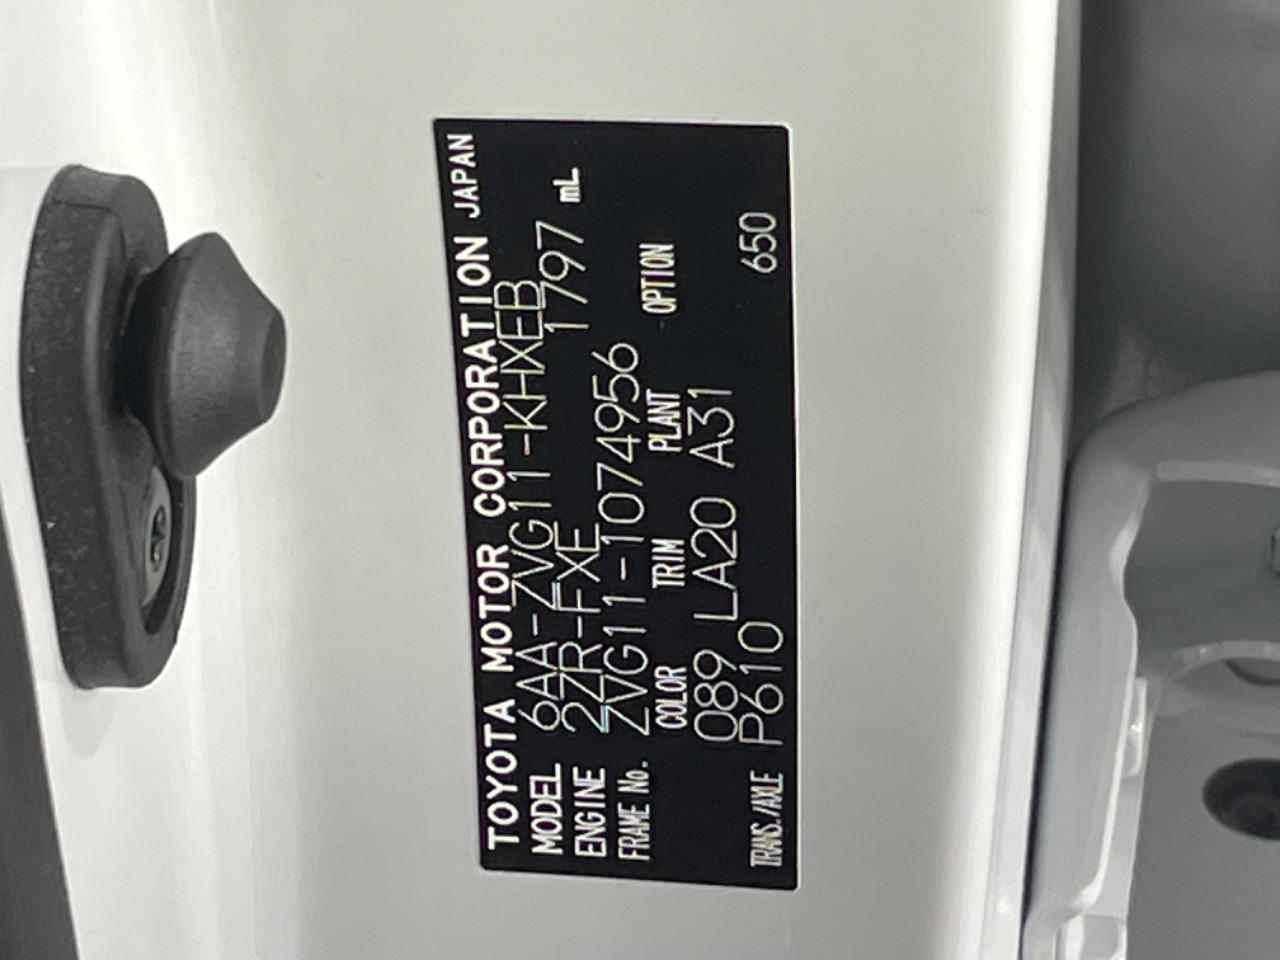 TOYOTA MOTOR CORPORATION JAPAN
MODEL 6AA-ZVG11-KHXEB
ENGINE 2ZR-FXE 1797 mL
FRAME No. ZVG11-1074956
COLOR TRIM PLANT OPTION
089 LA20 A31
TRANS./AXLE P610 650